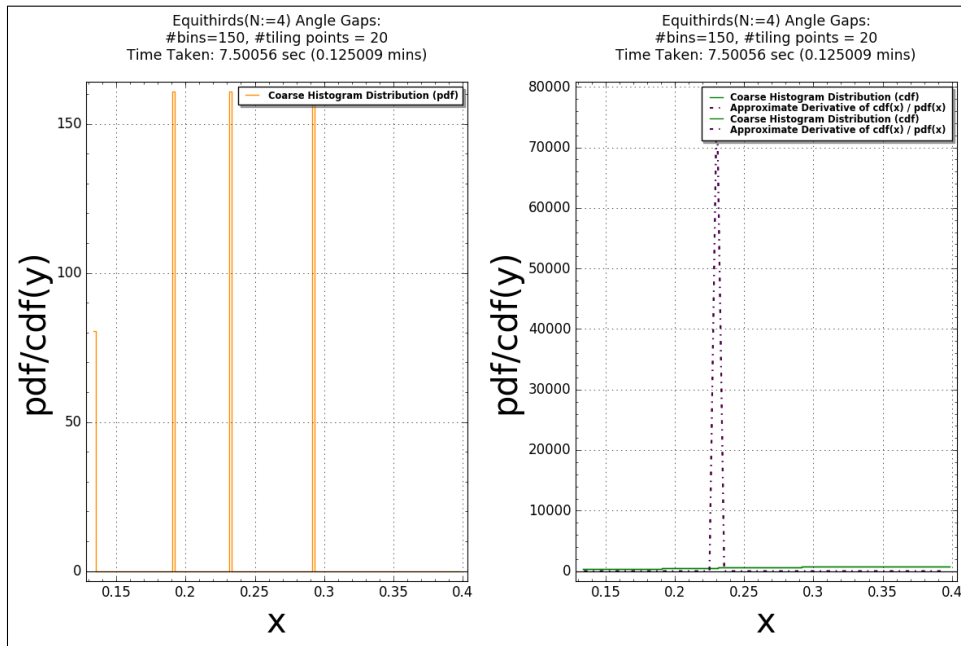 Equithirds(N:=4) Angle Gaps:
#bins=150, #tiling points = 20
Time Taken: 7.50056 sec (0.125009 mins)
Coarse Histogram Distribution (pdf)
150
100
50
0
pdf/cdf(y)
0.15
0.2
0.25
0.3
0.35
0.4
x
Equithirds(N:=4) Angle Gaps:
#bins=150, #tiling points = 20
Time Taken: 7.50056 sec (0.125009 mins)
Coarse Histogram Distribution (cdf)
Approximate Derivative of cdf(x) / pdf(x)
Coarse Histogram Distribution (cdf)
Approximate Derivative of cdf(x) / pdf(x)
80000
70000
60000
50000
40000
30000
20000
10000
0
pdf/cdf(y)
0.15
0.2
0.25
0.3
0.35
0.4
x